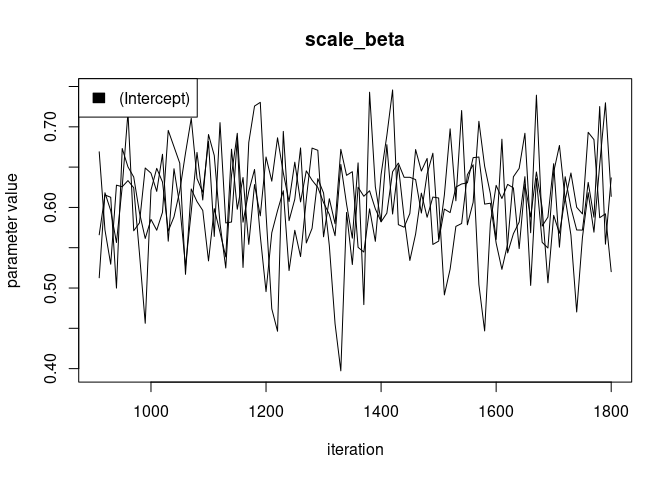 scale_beta
(Intercept)
parameter value
0.70
0.60
0.50
0.40
1000 1200 1400 1600 1800
iteration